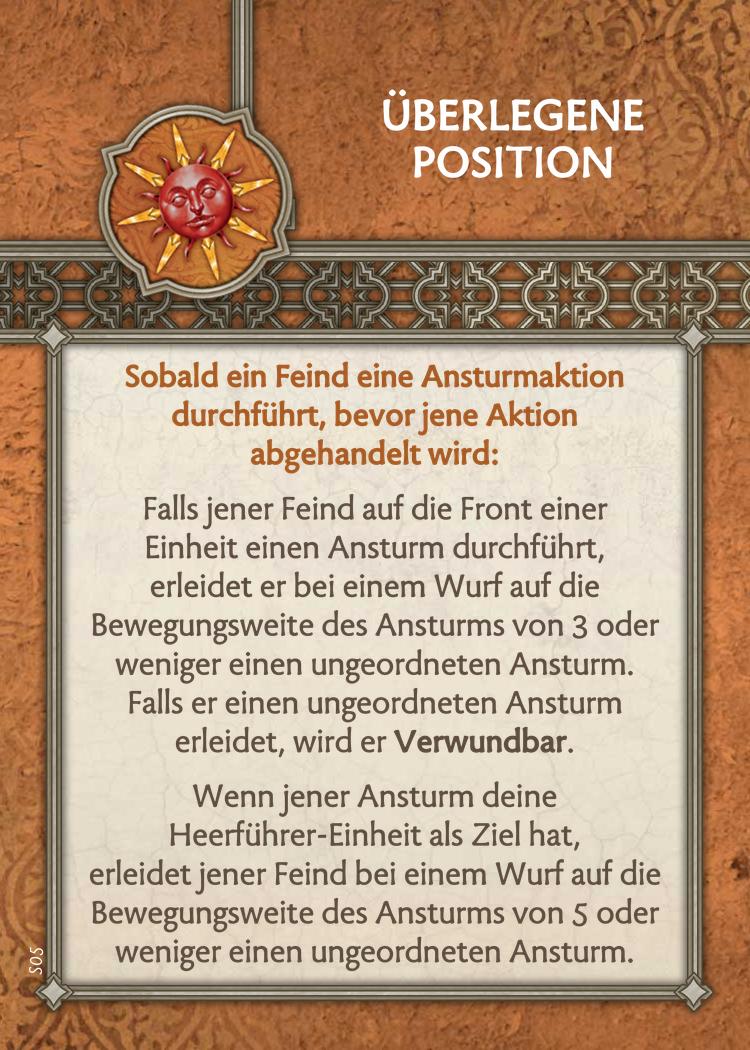 ÜBERLEGENE
POSITION
Sobald ein Feind eine Ansturmaktion
durchführt, bevor jene Aktion
abgehandelt wird:
Falls jener Feind auf die Front einer
Einheit einen Ansturm durchführt,
erleidet er bei einem Wurf auf die
Bewegungsweite des Ansturms von 3 oder
weniger einen ungeordneten Ansturm.
Falls er einen ungeordneten Ansturm
erleidet, wird er Verwundbar.
Wenn jener Ansturm deine
Heerführer-Einheit als Ziel hat,
erleidet jener Feind bei einem Wurf auf die
Bewegungsweite des Ansturms von 5 oder
weniger einen ungeordneten Ansturm.
S05